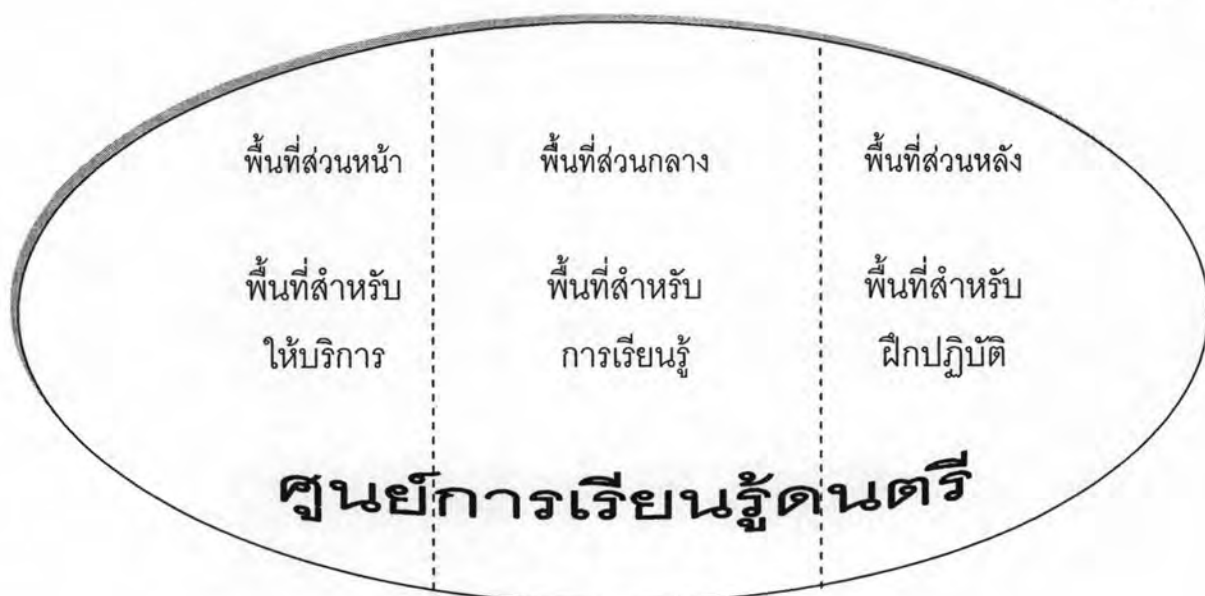 พื้นที่ส่วนหน้า
พื้นที่สำหรับ
ให้บริการ
พื้นที่ส่วนกลาง
พื้นที่สำหรับ
การเรียนรู้
พื้นที่ส่วนหลัง
พื้นที่สำหรับ
ฝึกปฏิบัติ
ศูนย์การเรียนรู้ดนตรี